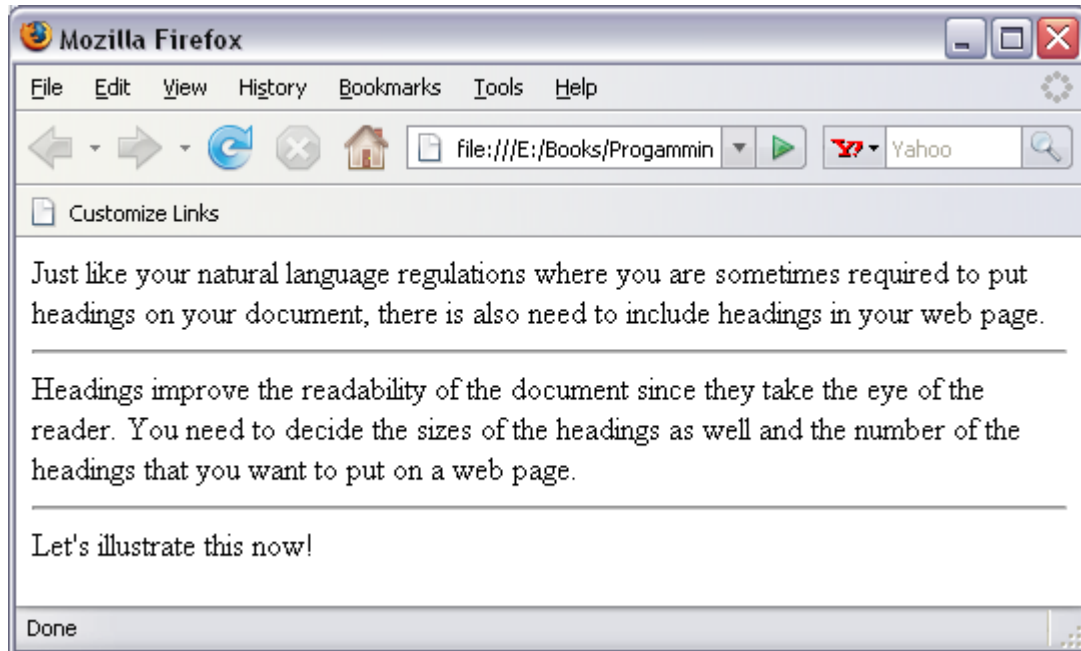 Mozilla Firefox
File Edit View History Bookmarks Tools Help
file:///E:/Books/Progammin Y? Yahoo
Customize Links
Just like your natural language regulations where you are sometimes required to put
headings on your document, there is also need to include headings in your web page.
Headings improve the readability of the document since they take the eye of the
reader. You need to decide the sizes of the headings as well and the number of the
headings that you want to put on a web page.
Let's illustrate this now!
Done